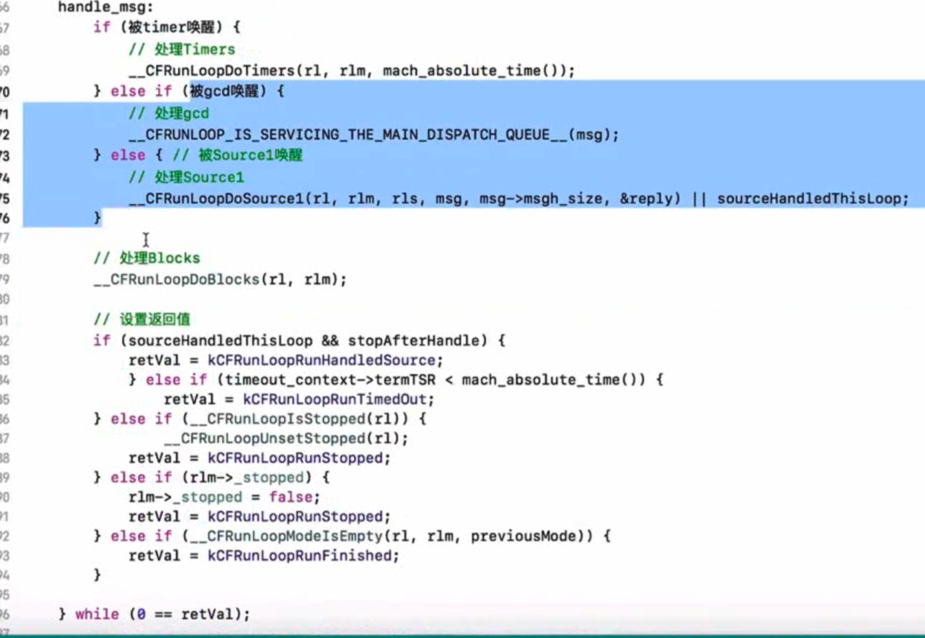 66 handle_msg:
67 if (被timer唤醒) {
68 // 处理Timers
69 __CFRunLoopDoTimers(rl, rlm, mach_absolute_time());
70 } else if (被gcd唤醒) {
71 // 处理gcd
72 __CFRUNLOOP_IS_SERVICING_THE_MAIN_DISPATCH_QUEUE__(msg);
73 } else { // 被Source1唤醒
74 // 处理Source1
75 __CFRunLoopDoSource1(rl, rlm, rls, msg, msg->msgh_size, &reply) || sourceHandledThisLoop;
76 }
77
78 // 处理Blocks
79 __CFRunLoopDoBlocks(rl, rlm);
80
81 // 设置返回值
82 if (sourceHandledThisLoop && stopAfterHandle) {
83 retVal = kCFRunLoopRunHandledSource;
84 } else if (timeout_context->termTSR < mach_absolute_time()) {
85 retVal = kCFRunLoopRunTimedOut;
86 } else if (__CFRunLoopIsStopped(rl)) {
87 __CFRunLoopUnsetStopped(rl);
88 retVal = kCFRunLoopRunStopped;
89 } else if (rlm->_stopped) {
90 rlm->_stopped = false;
91 retVal = kCFRunLoopRunStopped;
92 } else if (__CFRunLoopModeIsEmpty(rl, rlm, previousMode)) {
93 retVal = kCFRunLoopRunFinished;
94 }
95
96 } while (0 == retVal);